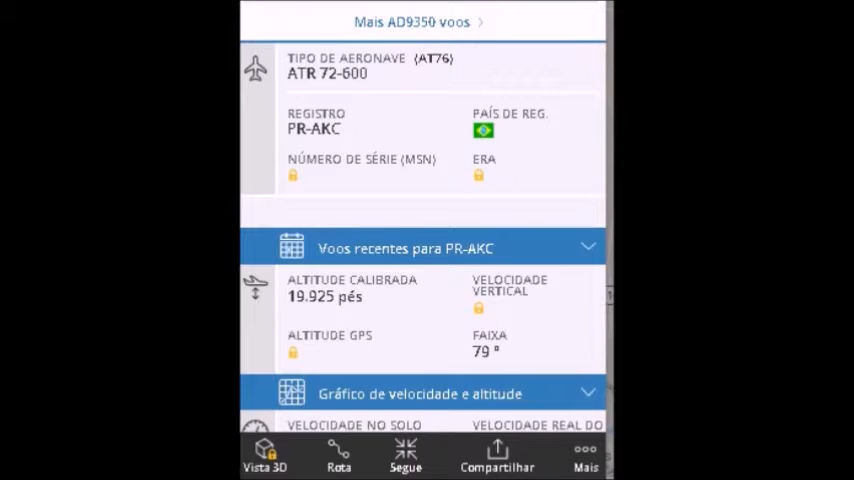 Mais AD9350 voos
TIPO DE AERONAVE (AT76)
ATR 72-600
REGISTRO
PAÍS DE REG.
PR-AKC
NÚMERO DE SÉRIE (MSN)
ERA
Voos recentes para PR-AKC
ALTITUDE CALIBRADA
VELOCIDADE
VERTICAL
19.925 pés
ALTITUDE GPS
FAIXA
79 °
Gráfico de velocidade e altitude
VELOCIDADE NO SOLO
VELOCIDADE REAL DO
Vista 3D
Rota
Segue
Compartilhar
Mais